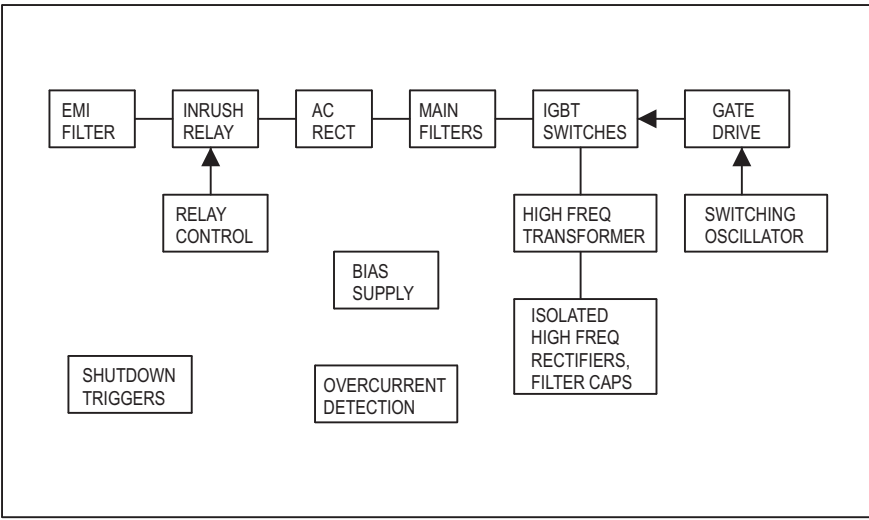 EMI
FILTER
INRUSH
RELAY
AC
RECT
MAIN
FILTERS
IGBT
SWITCHES
GATE
DRIVE
RELAY
CONTROL
HIGH FREQ
TRANSFORMER
SWITCHING
OSCILLATOR
BIAS
SUPPLY
ISOLATED
HIGH FREQ
RECTIFIERS,
FILTER CAPS
SHUTDOWN
TRIGGERS
OVERCURRENT
DETECTION